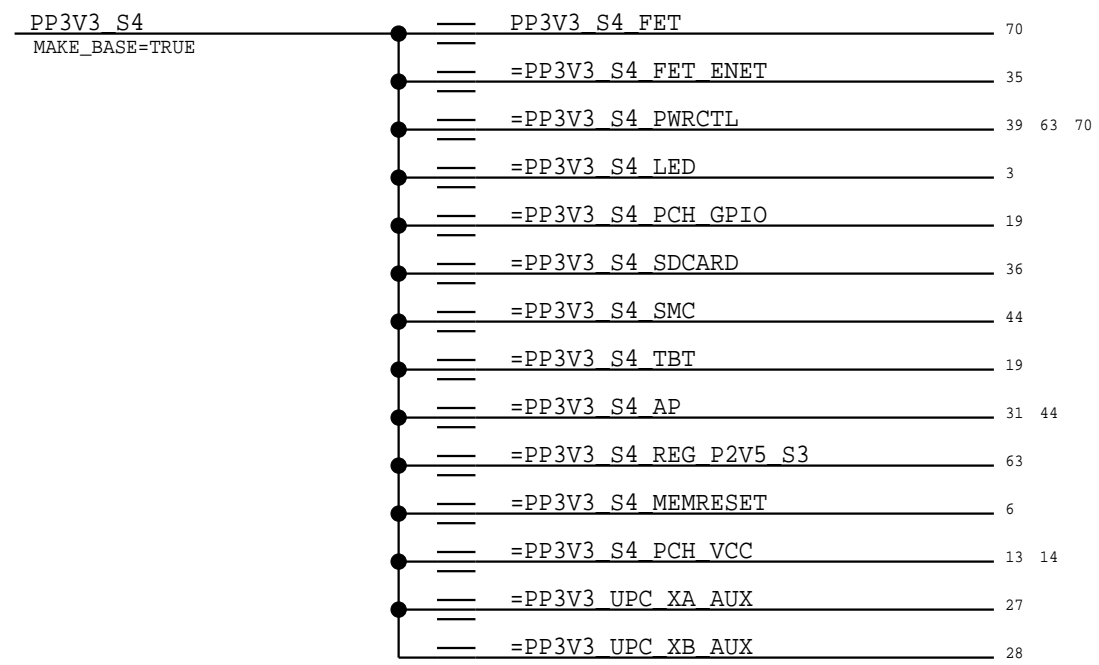 PP3V3_S4 PP3V3_S4_FET 70
MAKE_BASE=TRUE
=PP3V3_S4_FET_ENET 35
=PP3V3_S4_PWRCTL 39 63 70
=PP3V3_S4_LED 3
=PP3V3_S4_PCH_GPIO 19
=PP3V3_S4_SDCARD 36
=PP3V3_S4_SMC 44
=PP3V3_S4_TBT 19
=PP3V3_S4_AP 31 44
=PP3V3_S4_REG_P2V5_S3 63
=PP3V3_S4_MEMRESET 6
=PP3V3_S4_PCH_VCC 13 14
=PP3V3_UPC_XA_AUX 27
=PP3V3_UPC_XB_AUX 28